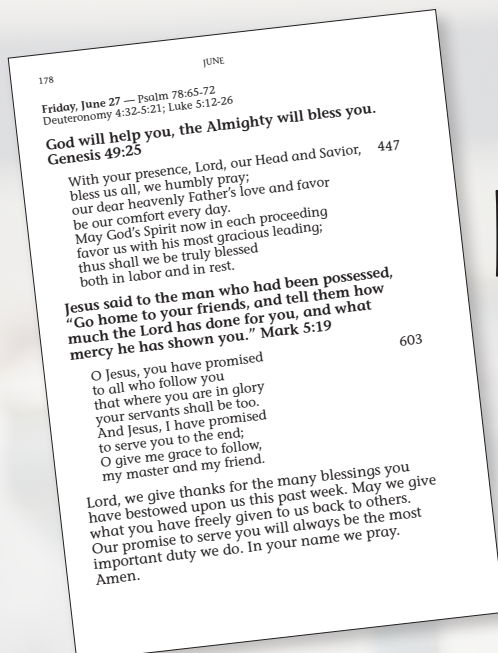 178
JUNE
Friday, June 27 — Psalm 78:65-72
Deuteronomy 4:32-5:21; Luke 5:12-26
God will help you, the Almighty will bless you.
Genesis 49:25
With your presence, Lord, our Head and Savior, 447
bless us all, we humbly pray;
our dear heavenly Father's love and favor
be our comfort every day.
May God's Spirit now in each proceeding
favor us with his most gracious leading;
thus shall we be truly blessed
both in labor and in rest.
Jesus said to the man who had been possessed,
“Go home to your friends, and tell them how
much the Lord has done for you, and what
mercy he has shown you.” Mark 5:19
O Jesus, you have promised 603
to all who follow you
that where you are in glory
your servants shall be too.
And Jesus, I have promised
to serve you to the end;
O give me grace to follow,
my master and my friend.
Lord, we give thanks for the many blessings you
have bestowed upon us this past week. May we give
what you have freely given to us back to others.
Our promise to serve you will always be the most
important duty we do. In your name we pray.
Amen.